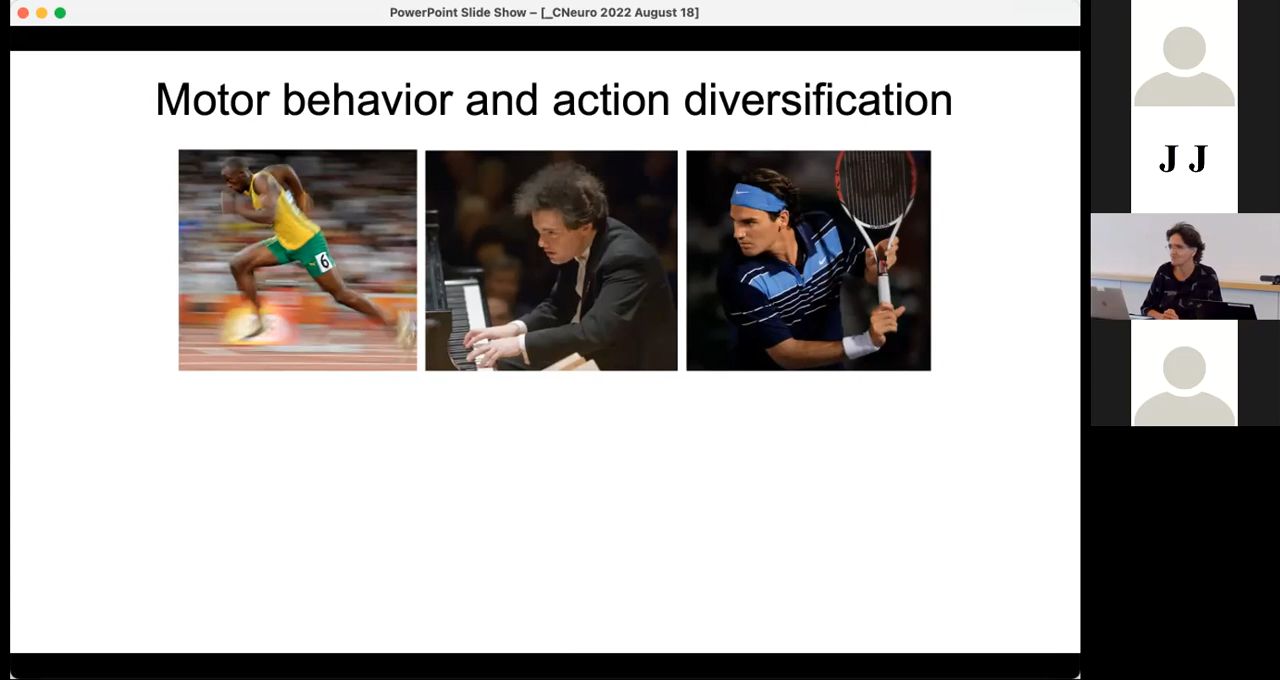 PowerPoint Slide Show – [_CNeuro 2022 August 18]
Motor behavior and action diversification
6
J J